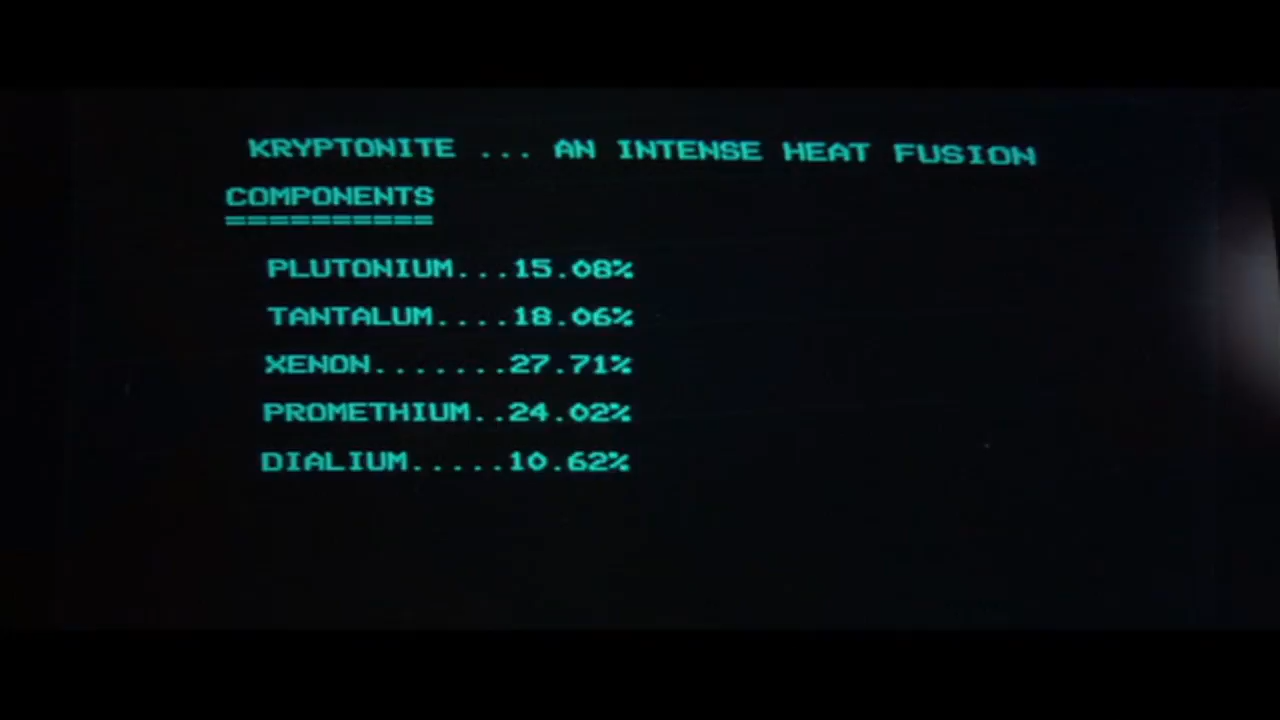 KRYPTONITE ... AN INTENSE HEAT FUSION
COMPONENTS
==========
PLUTONIUM...15.08%
TANTALUM....18.06%
XENON.......27.71%
PROMETHIUM..24.02%
DIALIUM.....10.62%